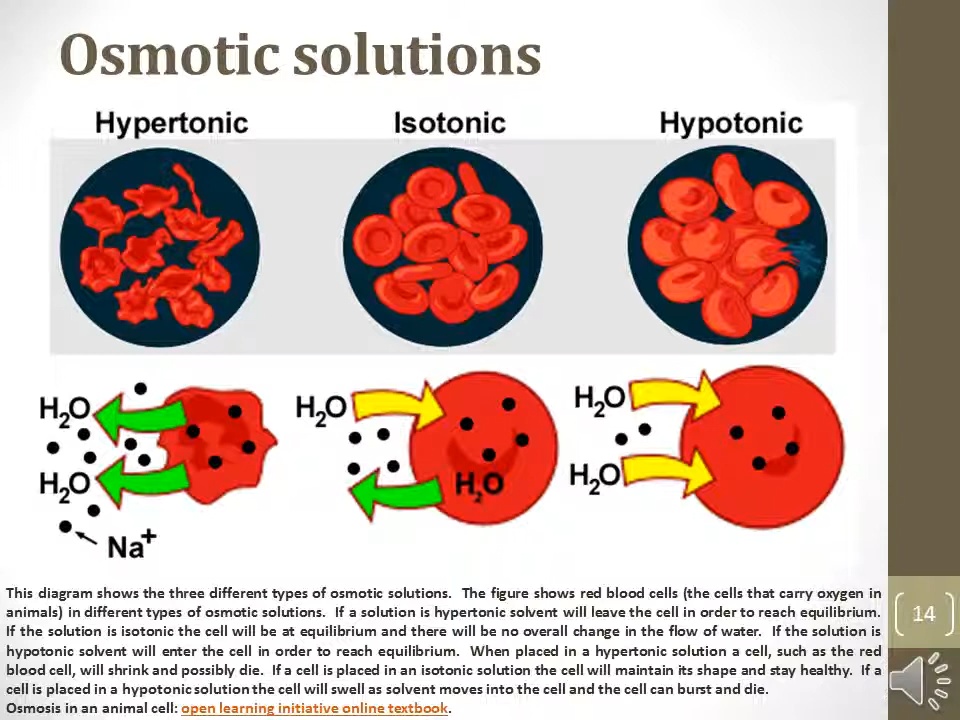 Osmotic solutions
Hypertonic
Isotonic
Hypotonic
H₂O
H₂O
Na⁺
H₂O
H₂O
H₂O
H₂O
This diagram shows the three different types of osmotic solutions. The figure shows red blood cells (the cells that carry oxygen in
animals) in different types of osmotic solutions. If a solution is hypertonic solvent will leave the cell in order to reach equilibrium.
If the solution is isotonic the cell will be at equilibrium and there will be no overall change in the flow of water. If the solution is
hypotonic solvent will enter the cell in order to reach equilibrium. When placed in a hypertonic solution a cell, such as the red
blood cell, will shrink and possibly die. If a cell is placed in an isotonic solution the cell will maintain its shape and stay healthy. If a
cell is placed in a hypotonic solution the cell will swell as solvent moves into the cell and the cell can burst and die.
Osmosis in an animal cell: open learning initiative online textbook.
14